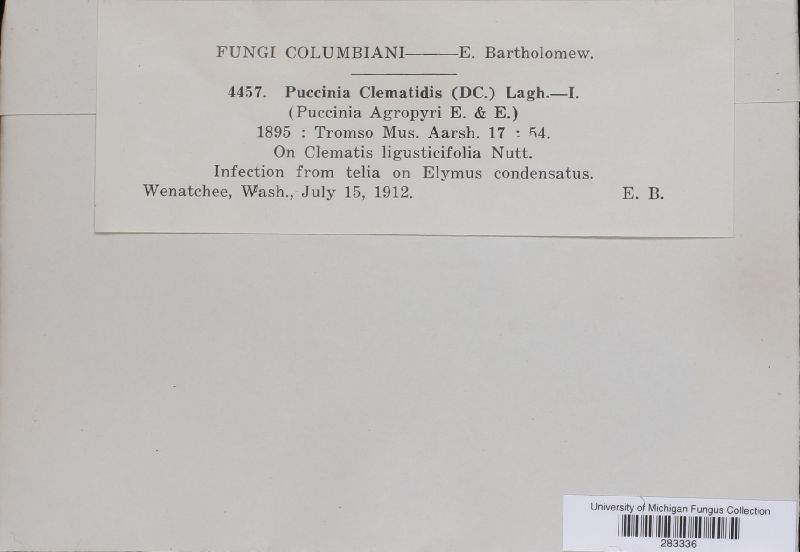 FUNGI COLUMBIANI———E. Bartholomew.
4457. Puccinia Clematidis (DC.) Lagh.—I.
(Puccinia Agropyri E. & E.)
1895 : Tromso Mus. Aarsh. 17 : 54.
On Clematis ligusticifolia Nutt.
Infection from telia on Elymus condensatus.
Wenatchee, Wash., July 15, 1912. E. B.
University of Michigan Fungus Collection
283336